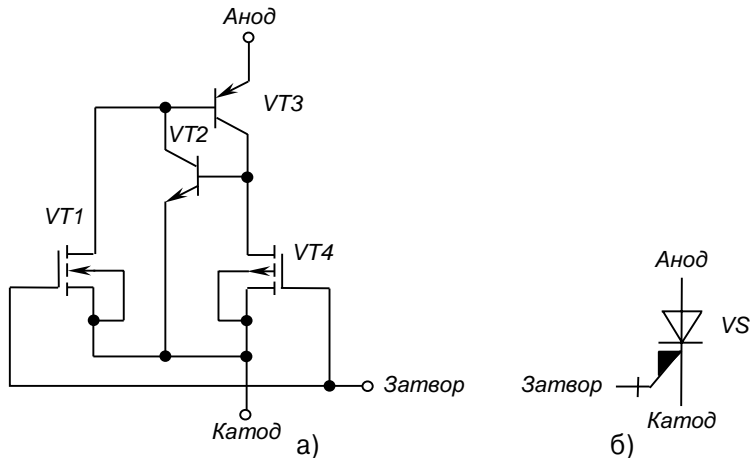 Анод
VT3
VT2
VT1
VT4
Затвор
Катод
а)
Анод
VS
Затвор
Катод
б)